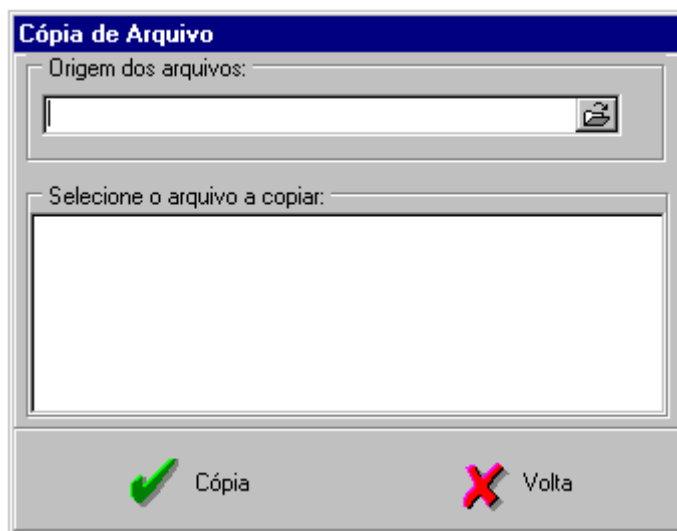 Cópia de Arquivo
Origem dos arquivos:
Selecione o arquivo a copiar:
Cópia
Volta